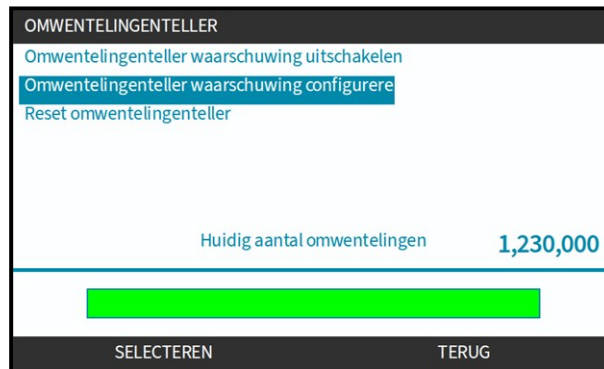 OMWENTELINGENTELLER
Omwentelingenteller waarschuwing uitschakelen
Omwentelingenteller waarschuwing configurere
Reset omwentelingenteller
Huidig aantal omwentelingen 1,230,000
SELECTEREN TERUG